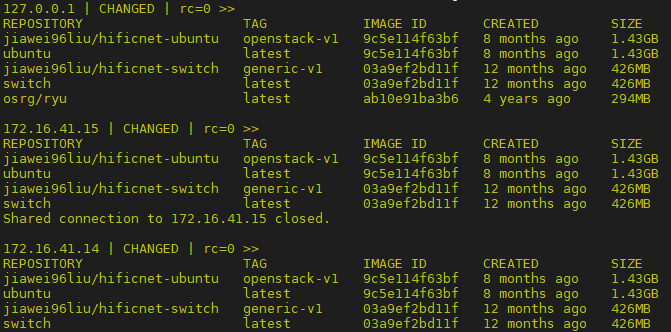 127.0.0.1 | CHANGED | rc=0 >>
REPOSITORY TAG IMAGE ID CREATED SIZE
jiawei96liu/hificnet-ubuntu openstack-v1 9c5e114f63bf 8 months ago 1.43GB
ubuntu latest 9c5e114f63bf 8 months ago 1.43GB
jiawei96liu/hificnet-switch generic-v1 03a9ef2bd11f 12 months ago 426MB
switch latest 03a9ef2bd11f 12 months ago 426MB
osrg/ryu latest ab10e91ba3b6 4 years ago 294MB
172.16.41.15 | CHANGED | rc=0 >>
REPOSITORY TAG IMAGE ID CREATED SIZE
jiawei96liu/hificnet-ubuntu openstack-v1 9c5e114f63bf 8 months ago 1.43GB
ubuntu latest 9c5e114f63bf 8 months ago 1.43GB
jiawei96liu/hificnet-switch generic-v1 03a9ef2bd11f 12 months ago 426MB
switch latest 03a9ef2bd11f 12 months ago 426MB
Shared connection to 172.16.41.15 closed.
172.16.41.14 | CHANGED | rc=0 >>
REPOSITORY TAG IMAGE ID CREATED SIZE
jiawei96liu/hificnet-ubuntu openstack-v1 9c5e114f63bf 8 months ago 1.43GB
ubuntu latest 9c5e114f63bf 8 months ago 1.43GB
jiawei96liu/hificnet-switch generic-v1 03a9ef2bd11f 12 months ago 426MB
switch latest 03a9ef2bd11f 12 months ago 426MB